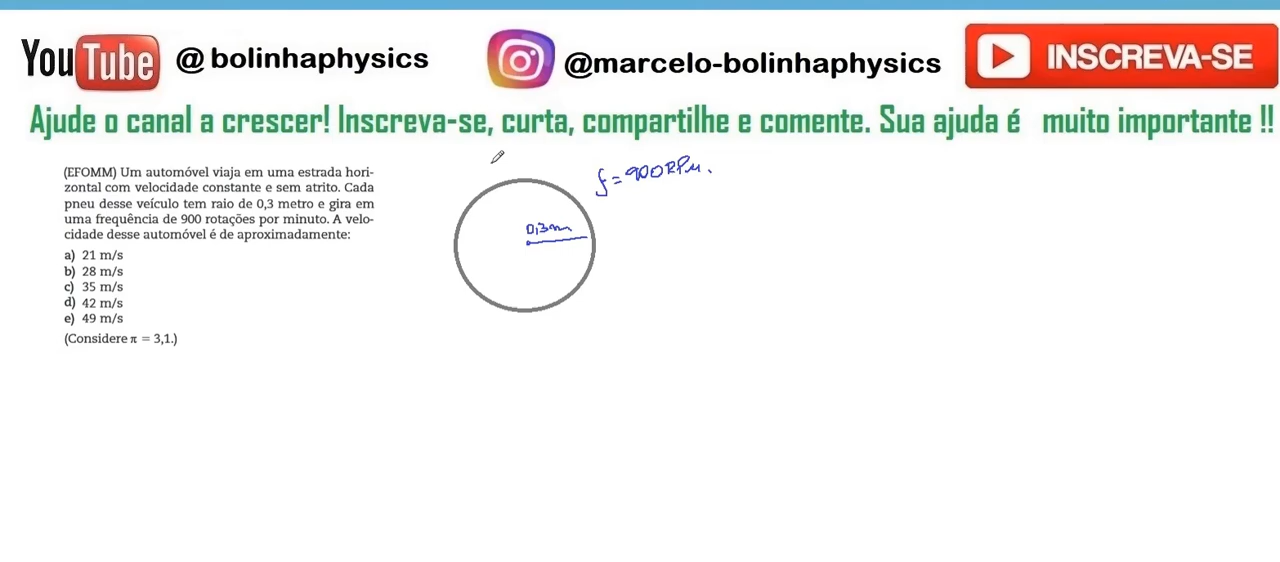 YouTube @bolinhaphysics @marcelo-bolinhaphysics INSCREVA-SE
Ajude o canal a crescer! Inscreva-se, curta, compartilhe e comente. Sua ajuda é muito importante !!
(EFOMM) Um automóvel viaja em uma estrada hori-
zontal com velocidade constante e sem atrito. Cada
pneu desse veículo tem raio de 0,3 metro e gira em
uma frequência de 900 rotações por minuto. A velo-
cidade desse automóvel é de aproximadamente:
a) 21 m/s
b) 28 m/s
c) 35 m/s
d) 42 m/s
e) 49 m/s
(Considere π = 3,1.)
f = 900 RPM.
0,3m